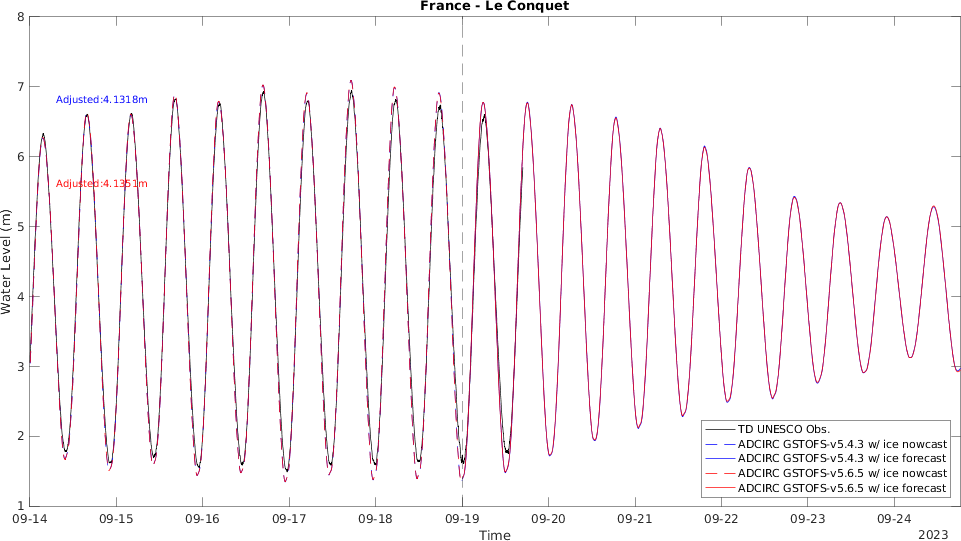 France - Le Conquet
8
7
6
5
4
3
2
1
Water Level (m)
Adjusted:4.1318m
Adjusted:4.1351m
TD UNESCO Obs.
ADCIRC GSTOFS-v5.4.3 w/ ice nowcast
ADCIRC GSTOFS-v5.4.3 w/ ice forecast
ADCIRC GSTOFS-v5.6.5 w/ ice nowcast
ADCIRC GSTOFS-v5.6.5 w/ ice forecast
09-14 09-15 09-16 09-17 09-18 09-19 09-20 09-21 09-22 09-23 09-24
Time
2023